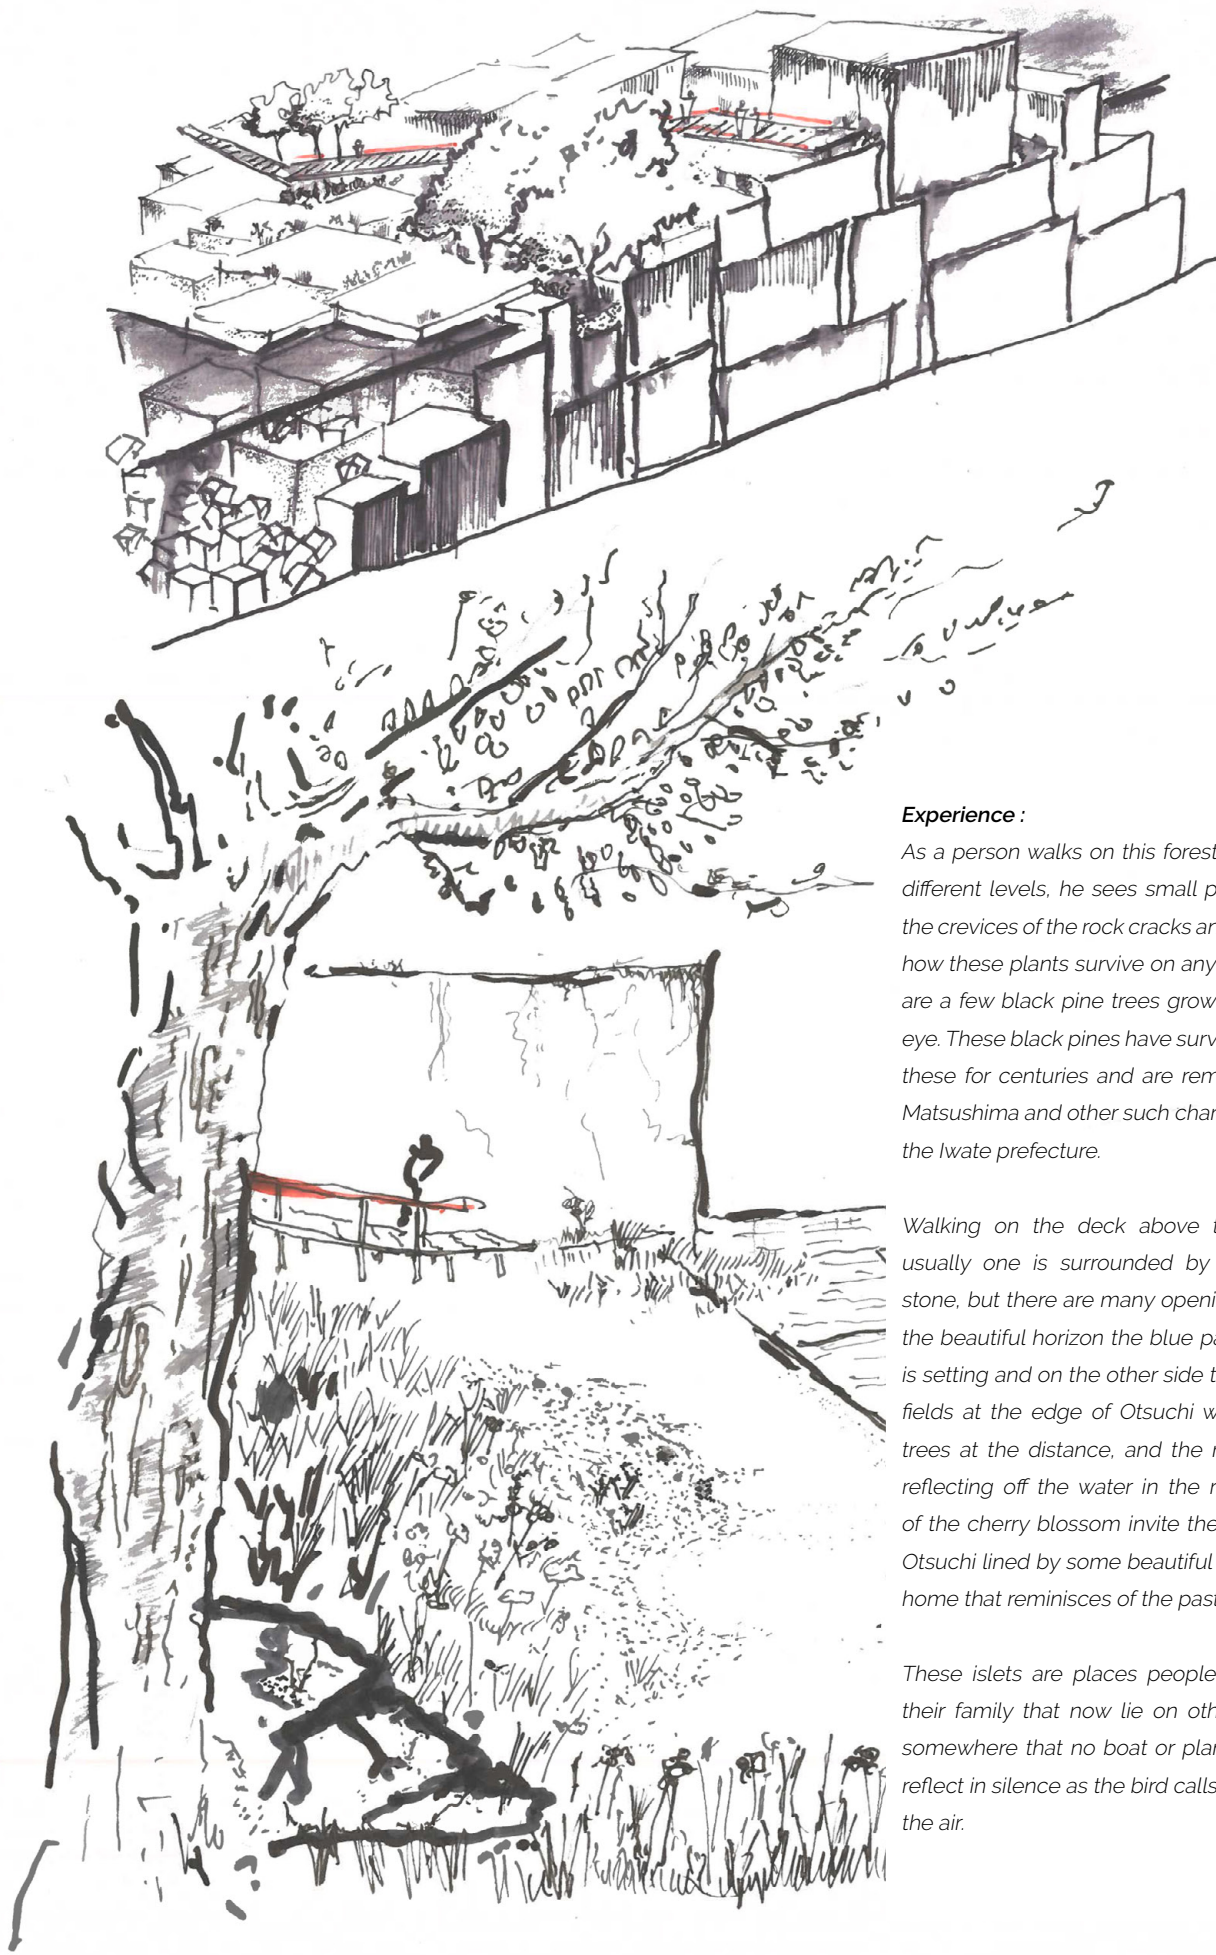 Experience :
As a person walks on this forest
different levels, he sees small p
the crevices of the rock cracks ar
how these plants survive on any
are a few black pine trees grow
eye. These black pines have surv
these for centuries and are rem
Matsushima and other such char
the Iwate prefecture.
Walking on the deck above t
usually one is surrounded by
stone, but there are many openi
the beautiful horizon the blue pa
is setting and on the other side t
fields at the edge of Otsuchi w
trees at the distance, and the r
reflecting off the water in the r
of the cherry blossom invite the
Otsuchi lined by some beautiful
home that reminisces of the past
These islets are places people
their family that now lie on oth
somewhere that no boat or plar
reflect in silence as the bird calls
the air.